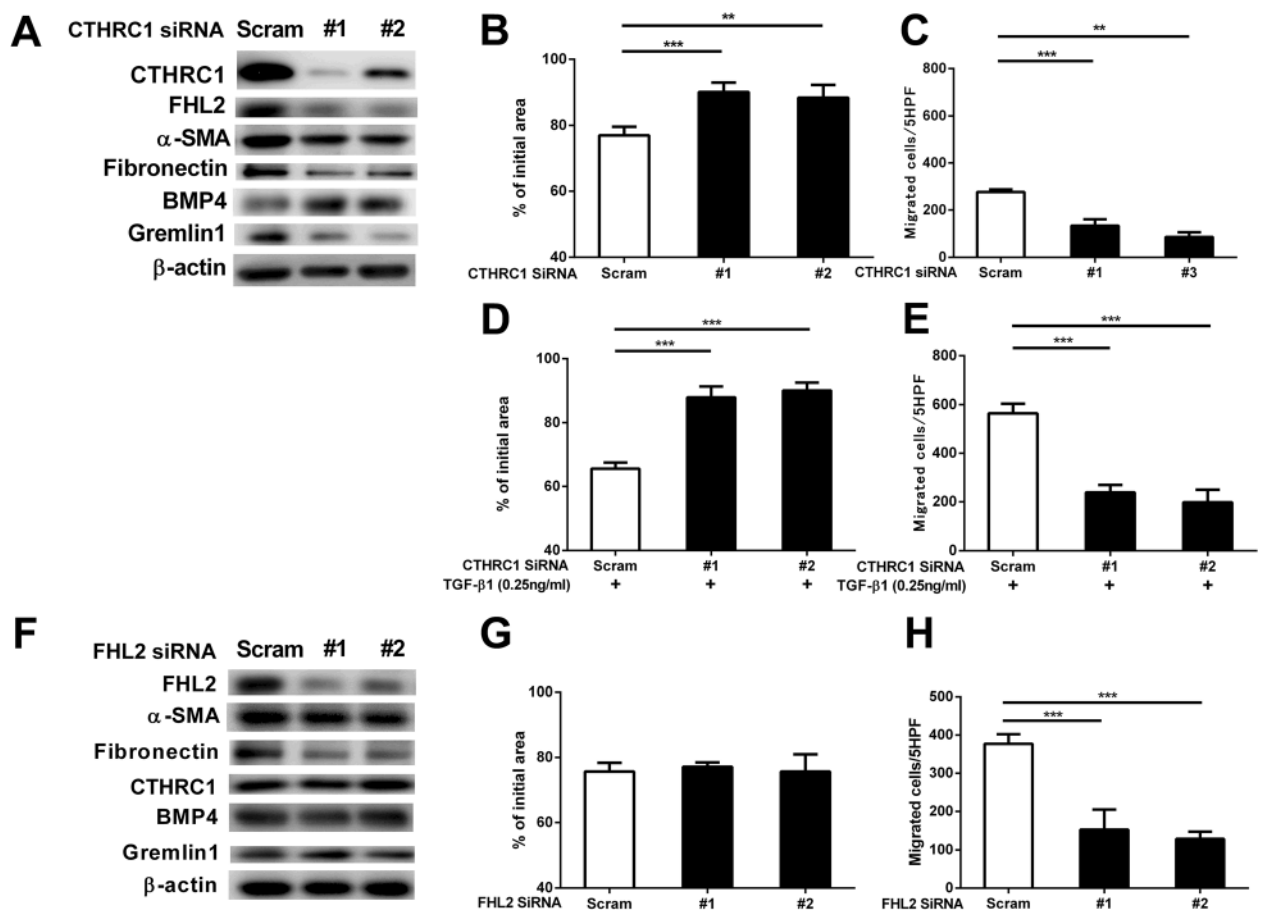 A
CTHRC1 siRNA Scram #1 #2
CTHRC1
FHL2
α-SMA
Fibronectin
BMP4
Gremlin1
β-actin
B
**
***
100
80
60
40
% of initial area
CTHRC1 SiRNA Scram #1 #2
C
**
***
800
600
400
200
0
Migrated cells/5HPF
CTHRC1 siRNA Scram #1 #3
D
***
***
100
80
60
40
% of initial area
CTHRC1 SiRNA Scram #1 #2
TGF-β1 (0.25ng/ml) + + +
E
***
***
800
600
400
200
0
Migrated cells/5HPF
CTHRC1 SiRNA Scram #1 #2
TGF-β1 (0.25ng/ml) + + +
F
FHL2 siRNA Scram #1 #2
FHL2
α-SMA
Fibronectin
CTHRC1
BMP4
Gremlin1
β-actin
G
100
80
60
40
% of initial area
FHL2 SiRNA Scram #1 #2
H
***
***
500
400
300
200
100
0
Migrated cells/5HPF
FHL2 SiRNA Scram #1 #2